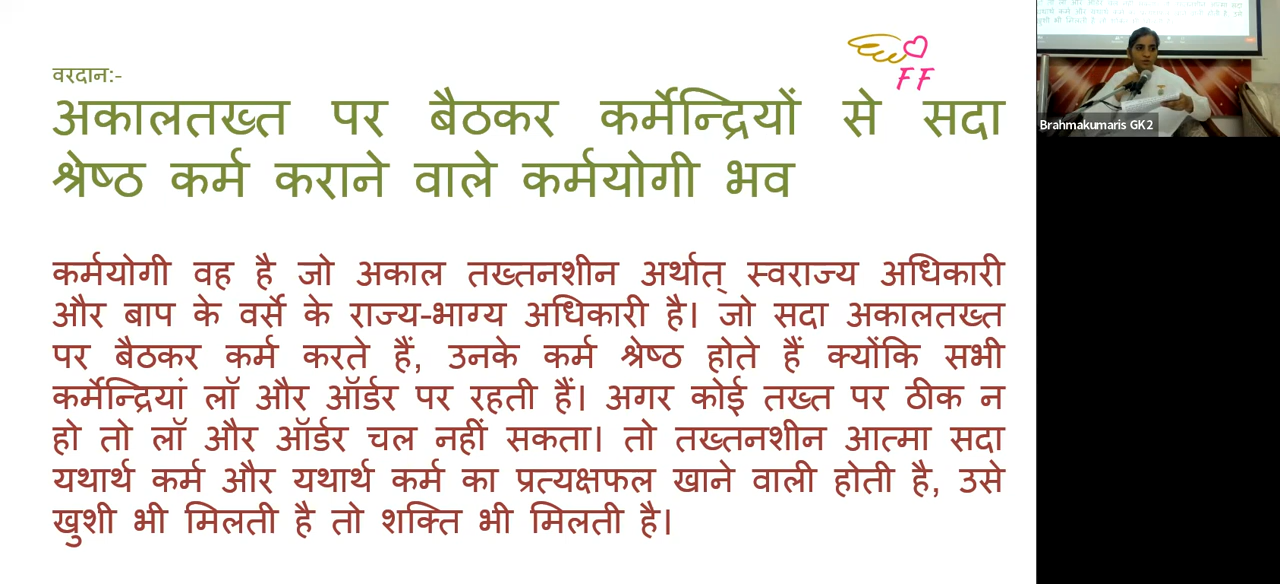 वरदान:-
FF
अकालतख्त पर बैठकर कर्मेन्द्रियों से सदा
श्रेष्ठ कर्म कराने वाले कर्मयोगी भव
कर्मयोगी वह है जो अकाल तख्तनशीन अर्थात् स्वराज्य अधिकारी
और बाप के वर्से के राज्य-भाग्य अधिकारी है। जो सदा अकालतख्त
पर बैठकर कर्म करते हैं, उनके कर्म श्रेष्ठ होते हैं क्योंकि सभी
कर्मेन्द्रियां लॉ और ऑर्डर पर रहती हैं। अगर कोई तख्त पर ठीक न
हो तो लॉ और ऑर्डर चल नहीं सकता। तो तख्तनशीन आत्मा सदा
यथार्थ कर्म और यथार्थ कर्म का प्रत्यक्षफल खाने वाली होती है, उसे
खुशी भी मिलती है तो शक्ति भी मिलती है।
Brahmakumaris GK2